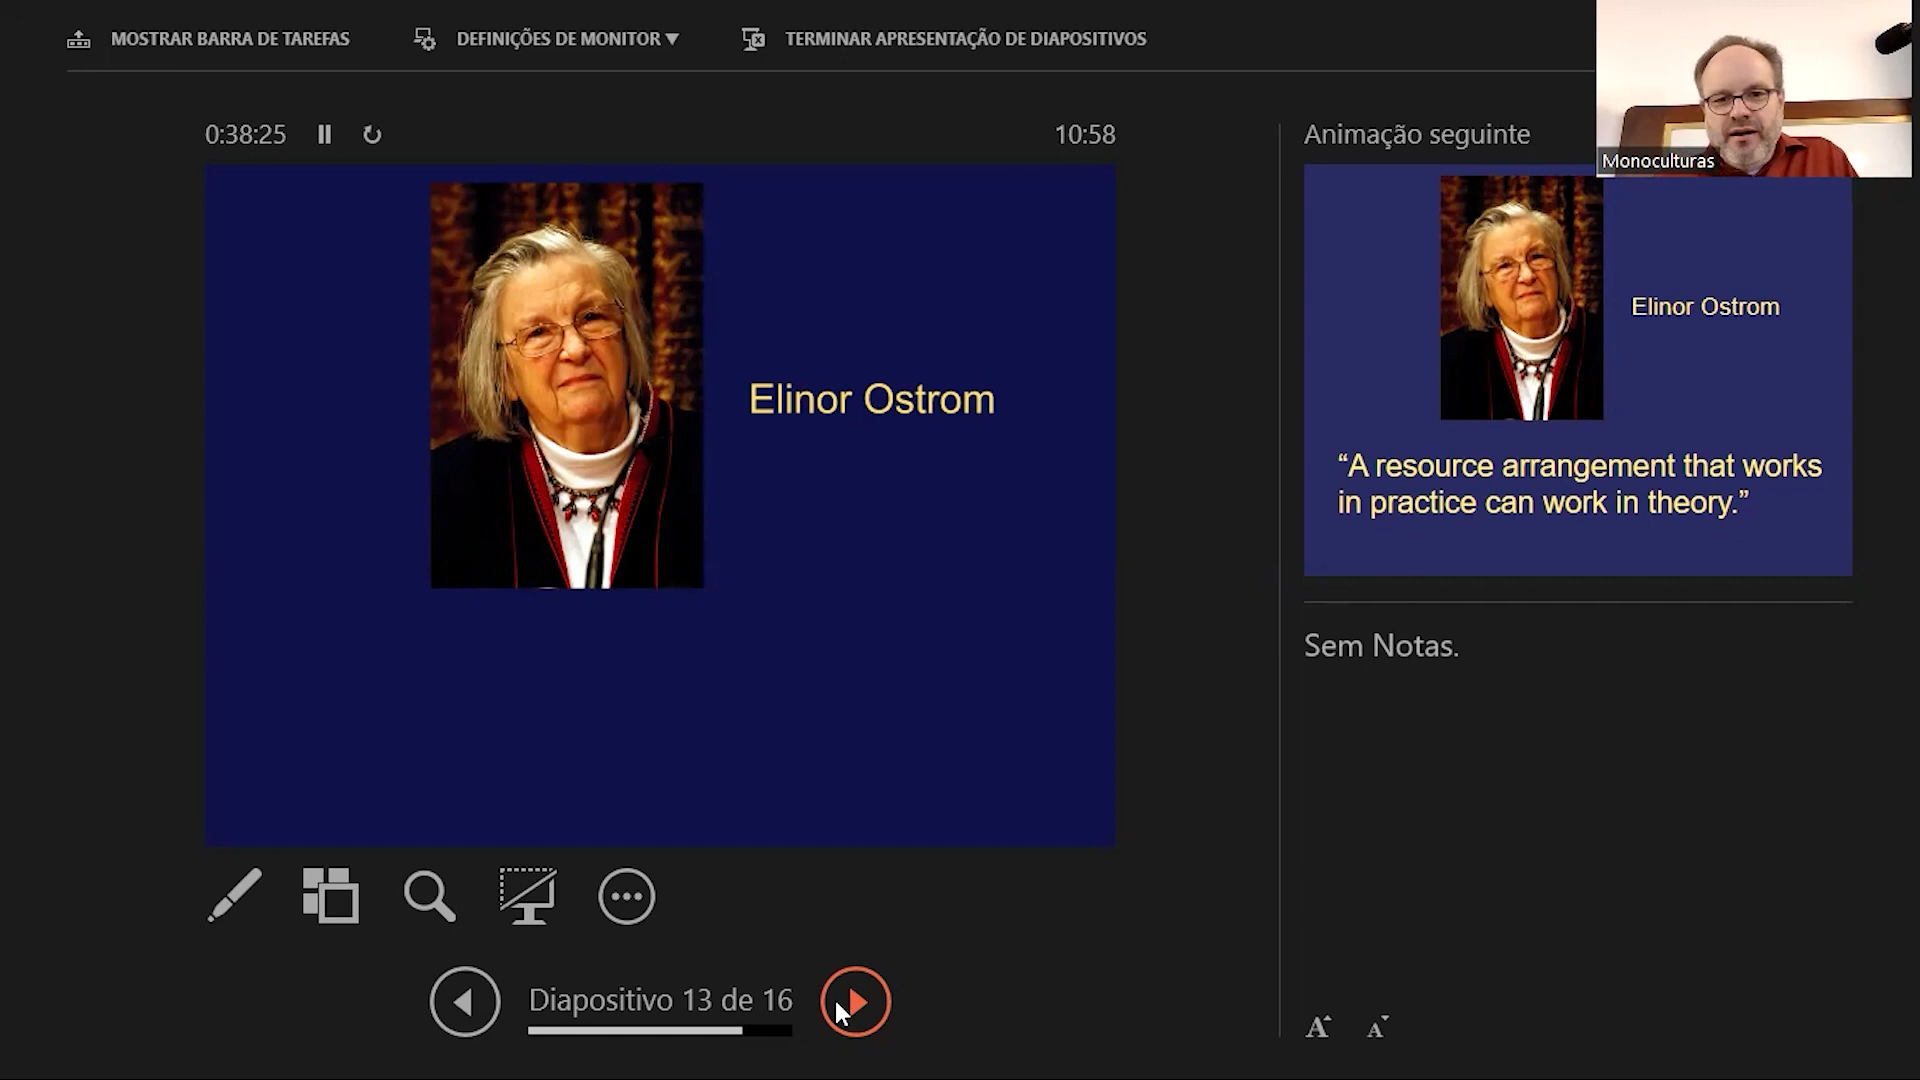 MOSTRAR BARRA DE TAREFAS
DEFINIÇÕES DE MONITOR ▼
TERMINAR APRESENTAÇÃO DE DIAPOSITIVOS
0:38:25
10:58
Elinor Ostrom
Diapositivo 13 de 16
Animação seguinte
Monoculturas
Elinor Ostrom
“A resource arrangement that works
in practice can work in theory.”
Sem Notas.
A A